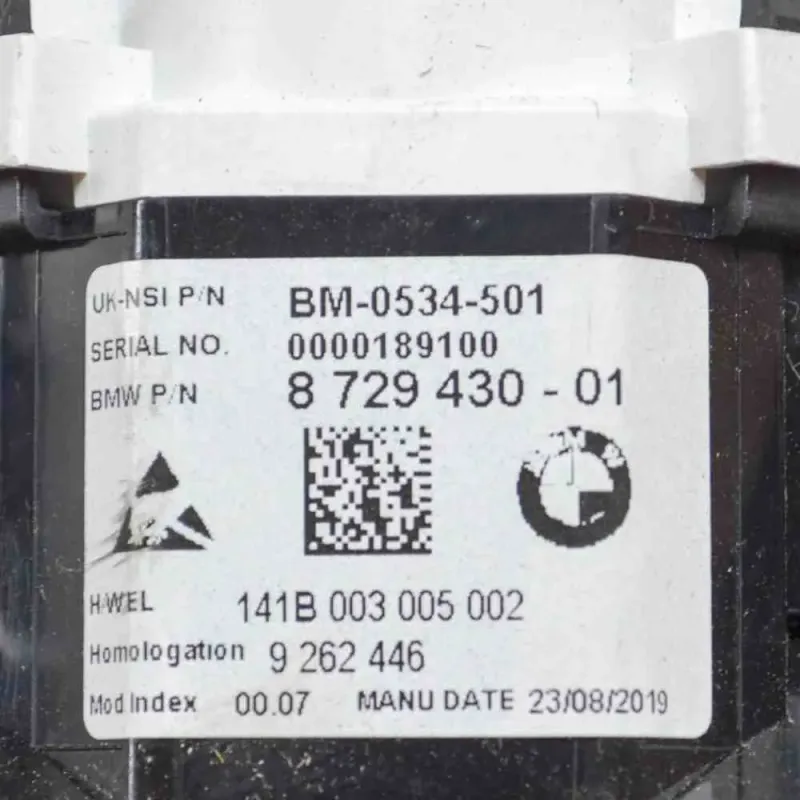 UK-NSI P/N BM-0534-501
SERIAL NO. 0000189100
BMW P/N 8 729 430 - 01
HWEL 141B 003 005 002
Homologation 9 262 446
Mod Index 00.07 MANU DATE 23/08/2019